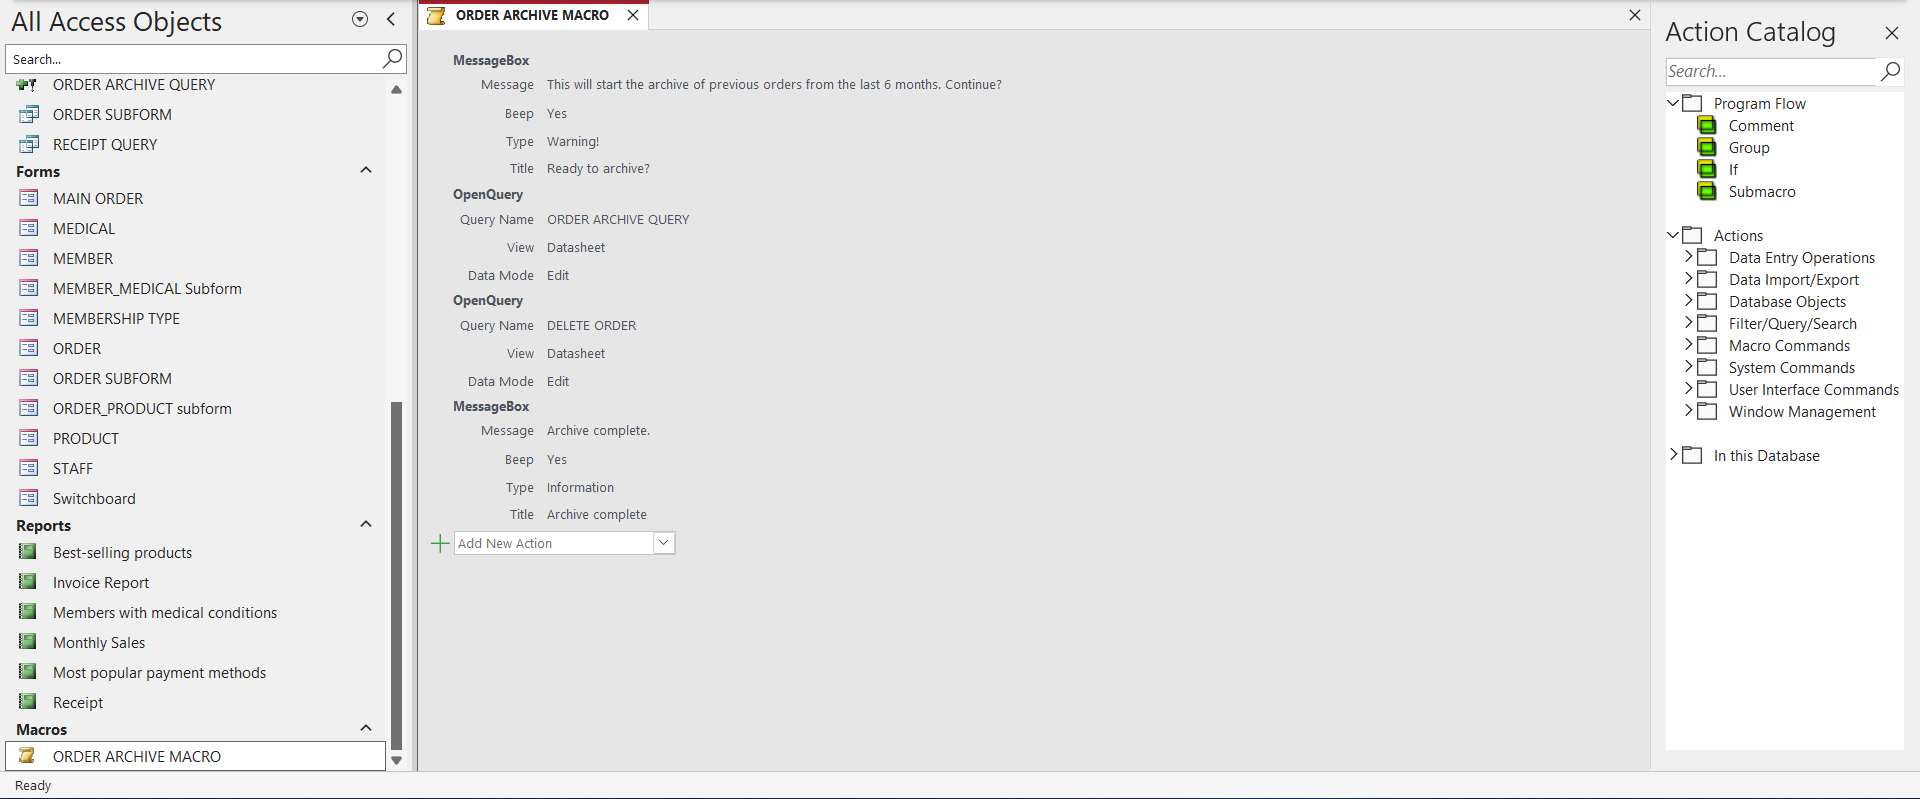 All Access Objects
Search...
ORDER ARCHIVE QUERY
ORDER SUBFORM
RECEIPT QUERY
Forms
MAIN ORDER
MEDICAL
MEMBER
MEMBER_MEDICAL Subform
MEMBERSHIP TYPE
ORDER
ORDER SUBFORM
ORDER_PRODUCT subform
PRODUCT
STAFF
Switchboard
Reports
Best-selling products
Invoice Report
Members with medical conditions
Monthly Sales
Most popular payment methods
Receipt
Macros
ORDER ARCHIVE MACRO
Ready
ORDER ARCHIVE MACRO
MessageBox
Message This will start the archive of previous orders from the last 6 months. Continue?
Beep Yes
Type Warning!
Title Ready to archive?
OpenQuery
Query Name ORDER ARCHIVE QUERY
View Datasheet
Data Mode Edit
OpenQuery
Query Name DELETE ORDER
View Datasheet
Data Mode Edit
MessageBox
Message Archive complete.
Beep Yes
Type Information
Title Archive complete
Add New Action
Action Catalog
Search...
Program Flow
Comment
Group
If
Submacro
Actions
Data Entry Operations
Data Import/Export
Database Objects
Filter/Query/Search
Macro Commands
System Commands
User Interface Commands
Window Management
In this Database